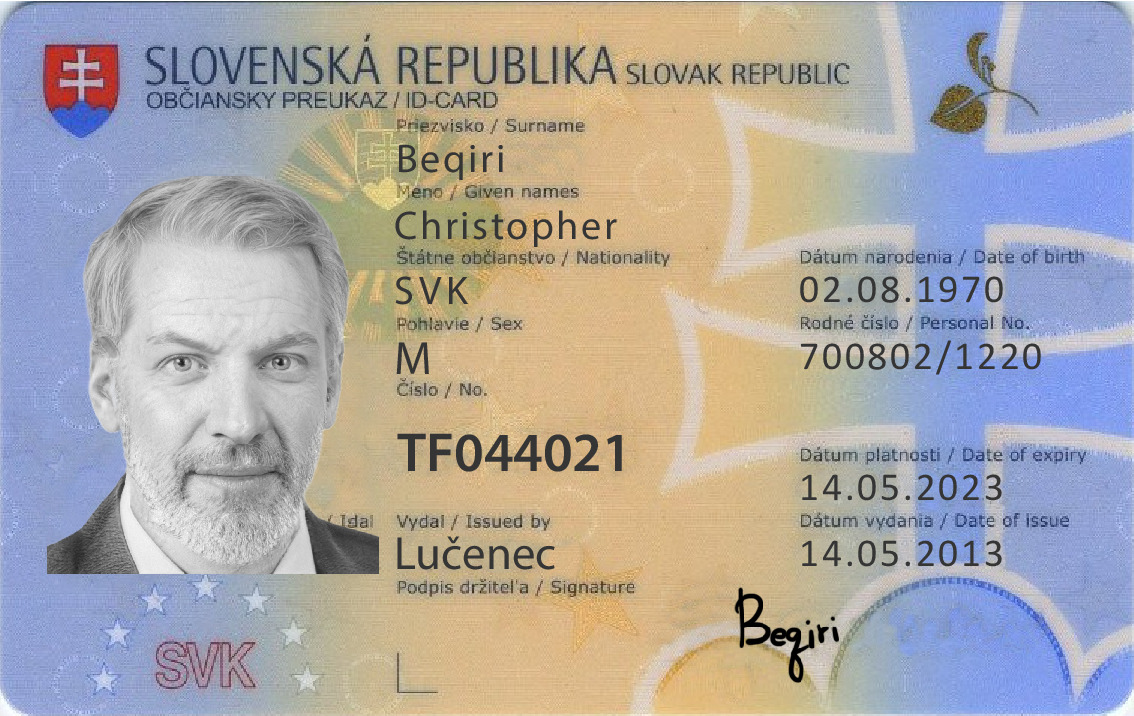 SLOVENSKÁ REPUBLIKA SLOVAK REPUBLIC
OBČIANSKY PREUKAZ / ID-CARD
Priezvisko / Surname
Beqiri
Meno / Given names
Christopher
Štátne občianstvo / Nationality
SVK
Dátum narodenia / Date of birth
02.08.1970
Pohlavie / Sex
M
Rodné číslo / Personal No.
700802/1220
Číslo / No.
TF044021
Dátum platnosti / Date of expiry
14.05.2023
Vydal / Issued by
Lučenec
Dátum vydania / Date of issue
14.05.2013
Podpis držiteľa / Signature
Beqiri
SVK